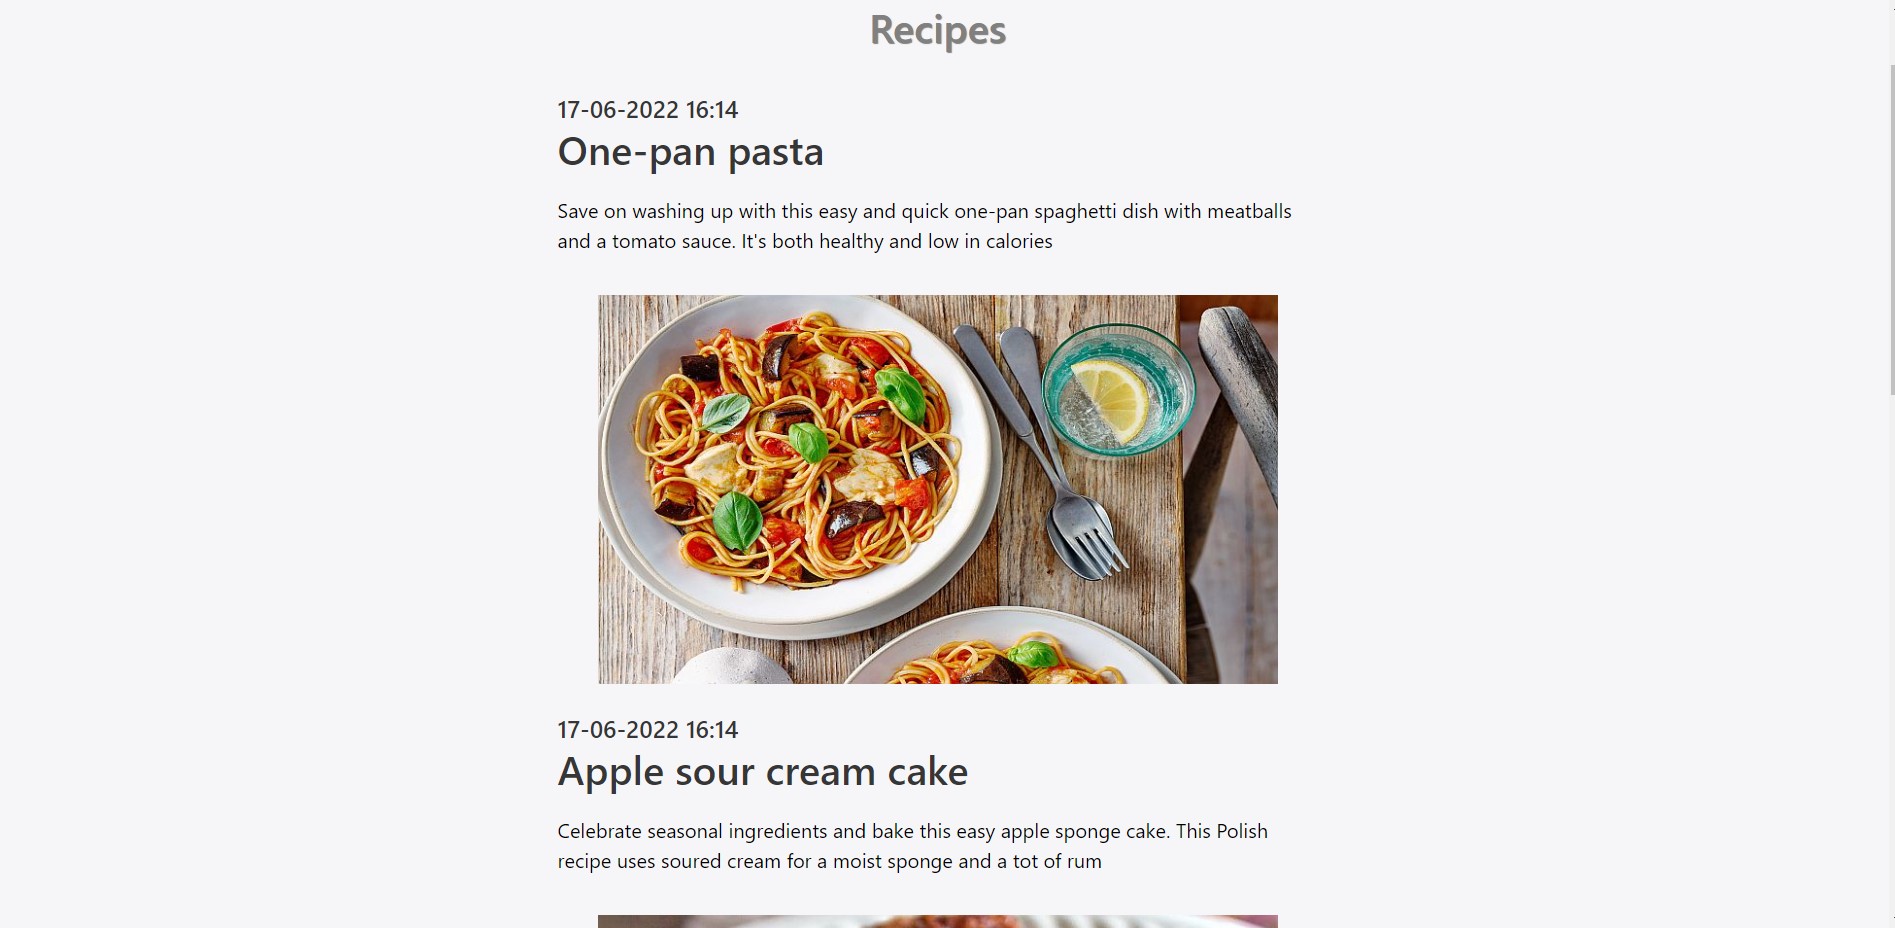 Recipes
17-06-2022 16:14
One-pan pasta
Save on washing up with this easy and quick one-pan spaghetti dish with meatballs
and a tomato sauce. It's both healthy and low in calories
17-06-2022 16:14
Apple sour cream cake
Celebrate seasonal ingredients and bake this easy apple sponge cake. This Polish
recipe uses soured cream for a moist sponge and a tot of rum